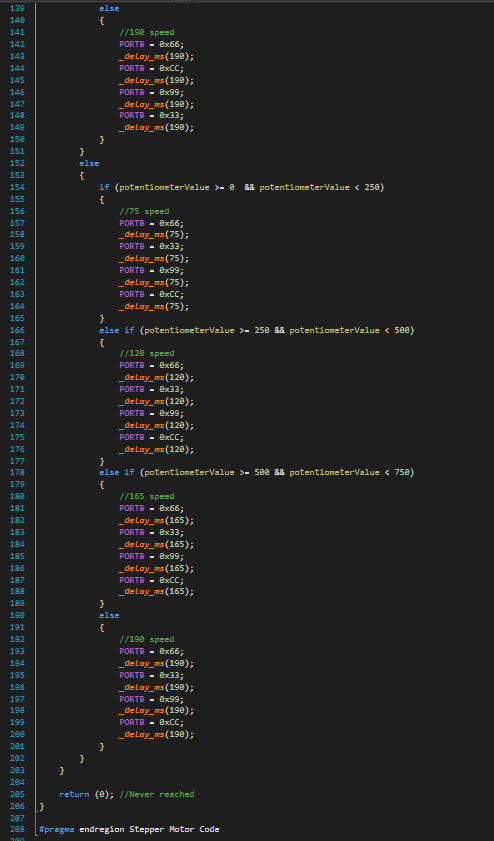 139 else
140 {
141 //190 speed
142 PORTB = 0x66;
143 _delay_ms(190);
144 PORTB = 0xCC;
145 _delay_ms(190);
146 PORTB = 0x99;
147 _delay_ms(190);
148 PORTB = 0x33;
149 _delay_ms(190);
150 }
151 }
152 else
153 {
154 if (potentiometerValue >= 0  && potentiometerValue < 250)
155 {
156 //75 speed
157 PORTB = 0x66;
158 _delay_ms(75);
159 PORTB = 0x33;
160 _delay_ms(75);
161 PORTB = 0x99;
162 _delay_ms(75);
163 PORTB = 0xCC;
164 _delay_ms(75);
165 }
166 else if (potentiometerValue >= 250 && potentiometerValue < 500)
167 {
168 //120 speed
169 PORTB = 0x66;
170 _delay_ms(120);
171 PORTB = 0x33;
172 _delay_ms(120);
173 PORTB = 0x99;
174 _delay_ms(120);
175 PORTB = 0xCC;
176 _delay_ms(120);
177 }
178 else if (potentiometerValue >= 500 && potentiometerValue < 750)
179 {
180 //165 speed
181 PORTB = 0x66;
182 _delay_ms(165);
183 PORTB = 0x33;
184 _delay_ms(165);
185 PORTB = 0x99;
186 _delay_ms(165);
187 PORTB = 0xCC;
188 _delay_ms(165);
189 }
190 else
191 {
192 //190 speed
193 PORTB = 0x66;
194 _delay_ms(190);
195 PORTB = 0x33;
196 _delay_ms(190);
197 PORTB = 0x99;
198 _delay_ms(190);
199 PORTB = 0xCC;
200 _delay_ms(190);
201 }
202 }
203 }
204
205 return (0); //Never reached
206 }
207
208 #pragma endregion Stepper Motor Code